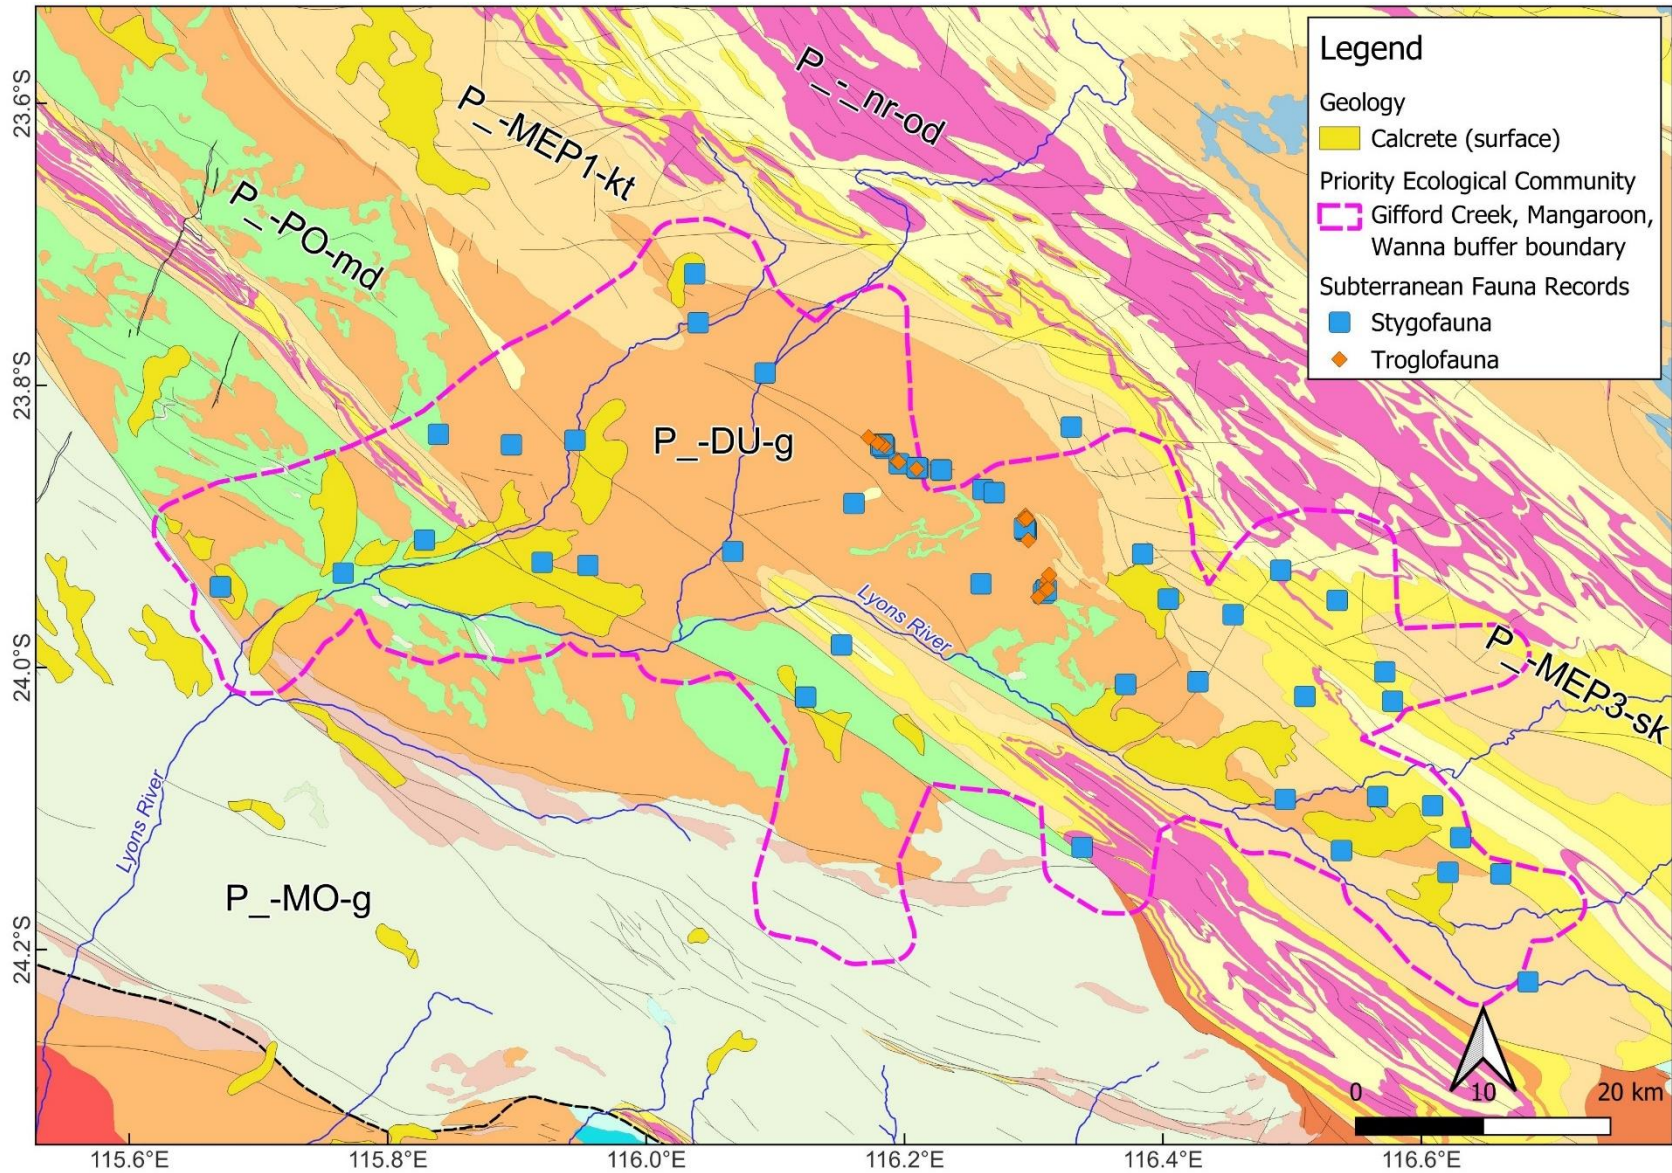 Legend
Geology
Calcrete (surface)
Priority Ecological Community
Gifford Creek, Mangaroon,
Wanna buffer boundary
Subterranean Fauna Records
Stygofauna
Troglofauna
P_-_nr-od
P_-MEP1-kt
P_-PO-md
P_-DU-g
Lyons River
P_-MEP3-sk
Lyons River
P_-MO-g
0 10 20 km
23.6°S
23.8°S
24.0°S
24.2°S
115.6°E 115.8°E 116.0°E 116.2°E 116.4°E 116.6°E